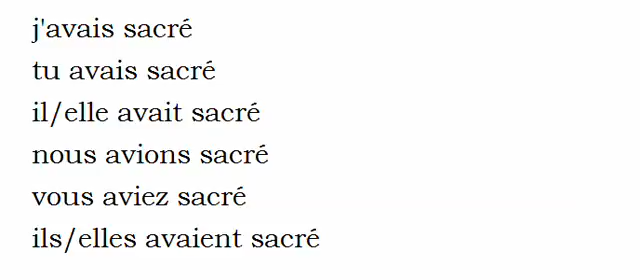 j'avais sacré
tu avais sacré
il/elle avait sacré
nous avions sacré
vous aviez sacré
ils/elles avaient sacré